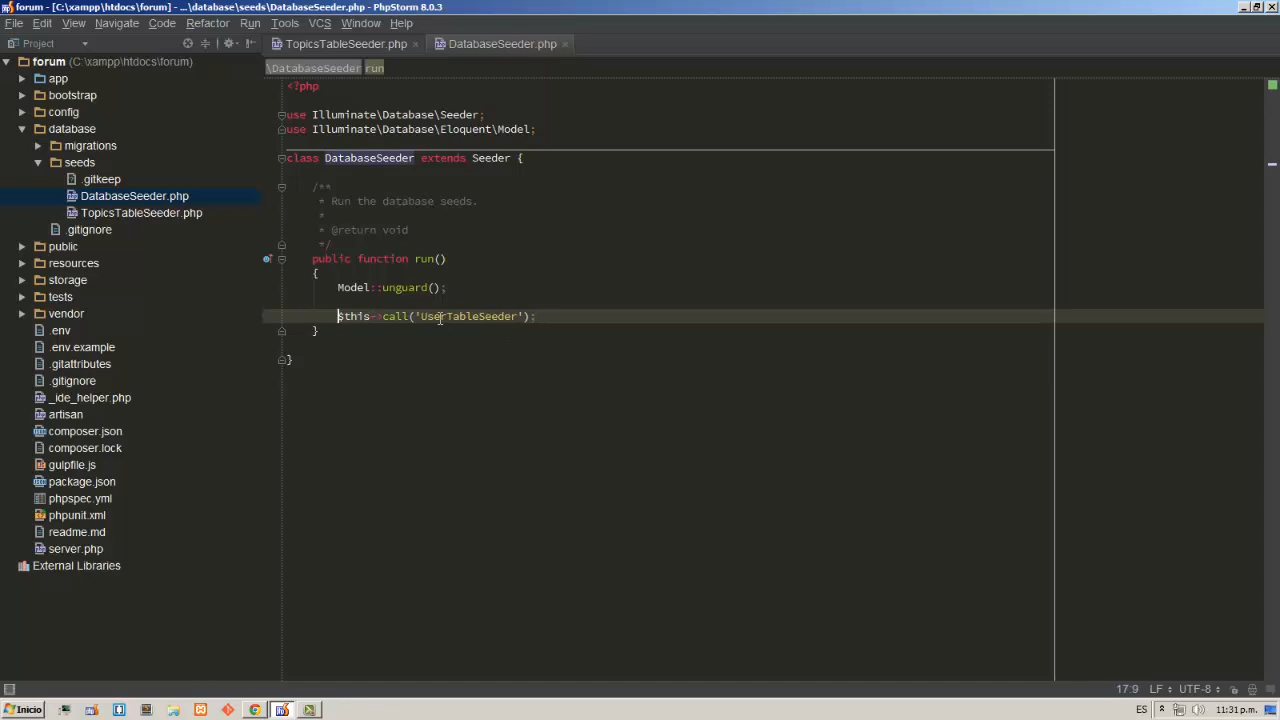 forum - [C:\xampp\htdocs\forum] - ...\database\seeds\DatabaseSeeder.php - PhpStorm 8.0.3
File Edit View Navigate Code Refactor Run Tools VCS Window Help
Project
TopicsTableSeeder.php
DatabaseSeeder.php
forum (C:\xampp\htdocs\forum)
app
bootstrap
config
database
migrations
seeds
.gitkeep
DatabaseSeeder.php
TopicsTableSeeder.php
.gitignore
public
resources
storage
tests
vendor
.env
.env.example
.gitattributes
.gitignore
_ide_helper.php
artisan
composer.json
composer.lock
gulpfile.js
package.json
phpspec.yml
phpunit.xml
readme.md
server.php
External Libraries
\DatabaseSeeder run
<?php
use Illuminate\Database\Seeder;
use Illuminate\Database\Eloquent\Model;
class DatabaseSeeder extends Seeder {
/**
* Run the database seeds.
*
* @return void
*/
public function run()
{
Model::unguard();
$this->call('UserTableSeeder');
}
}
17:9 LF UTF-8
Inicio
ES 11:31 p.m.